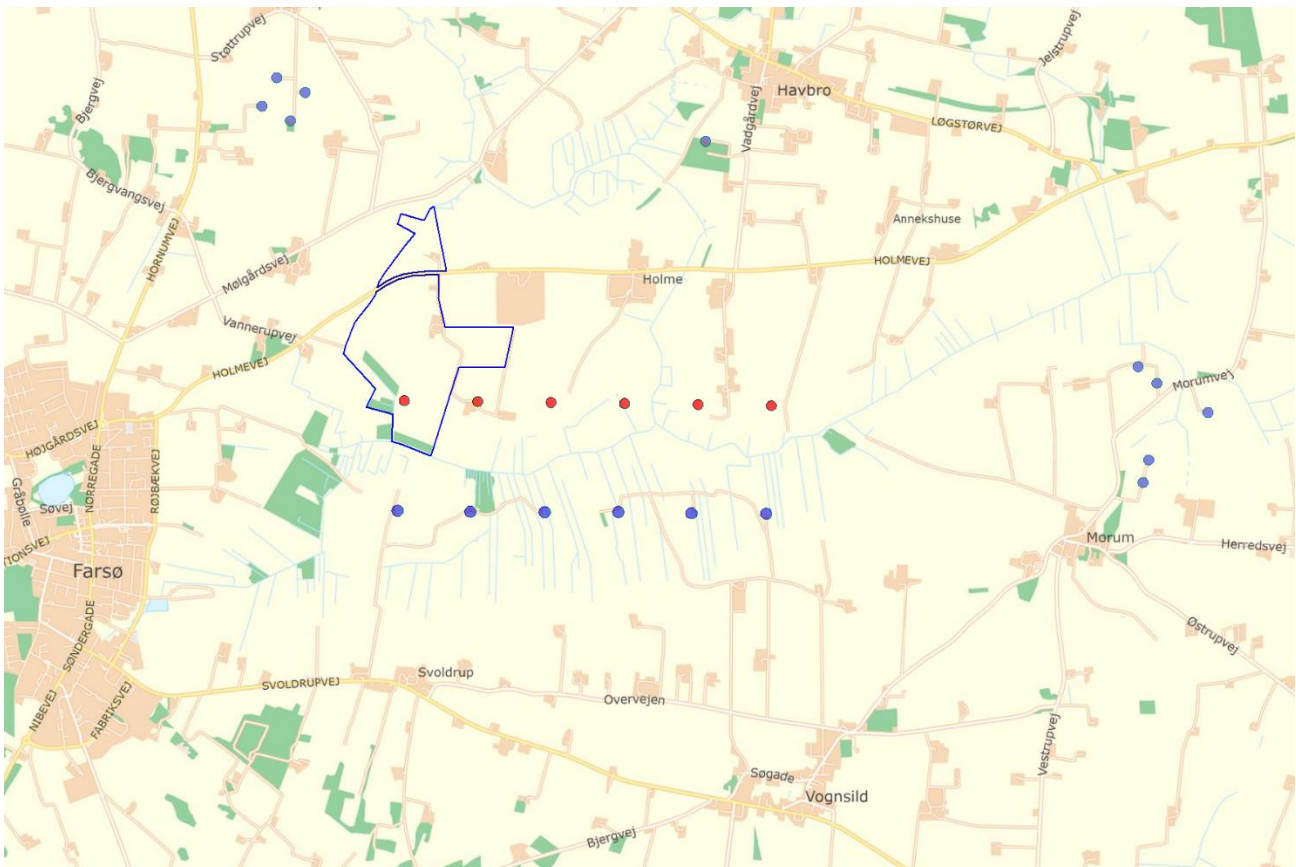 Støttrupvej
Bjergvej
Jelstrupvej
Havbro
Vadgårdvej
LØGSTØRVEJ
Bjergvangsvej
Annekshuse
HORNUMVEJ
Mølgårdsvej
HOLMEVEJ
Holme
Vannerupvej
HOLMEVEJ
Morumvej
HØJGÅRDSVEJ
NØRREGADE
RØJBÆKVEJ
Gråbølle
Søvej
TIONSVEJ
Morum
Herredsvej
Farsø
SØNDERGADE
Østrupvej
Svoldrup
SVOLDRUPVEJ
Overvejen
NIBEVEJ
FABRIKSVEJ
Vestrupvej
Søgade
Vognsild
Bjergvej